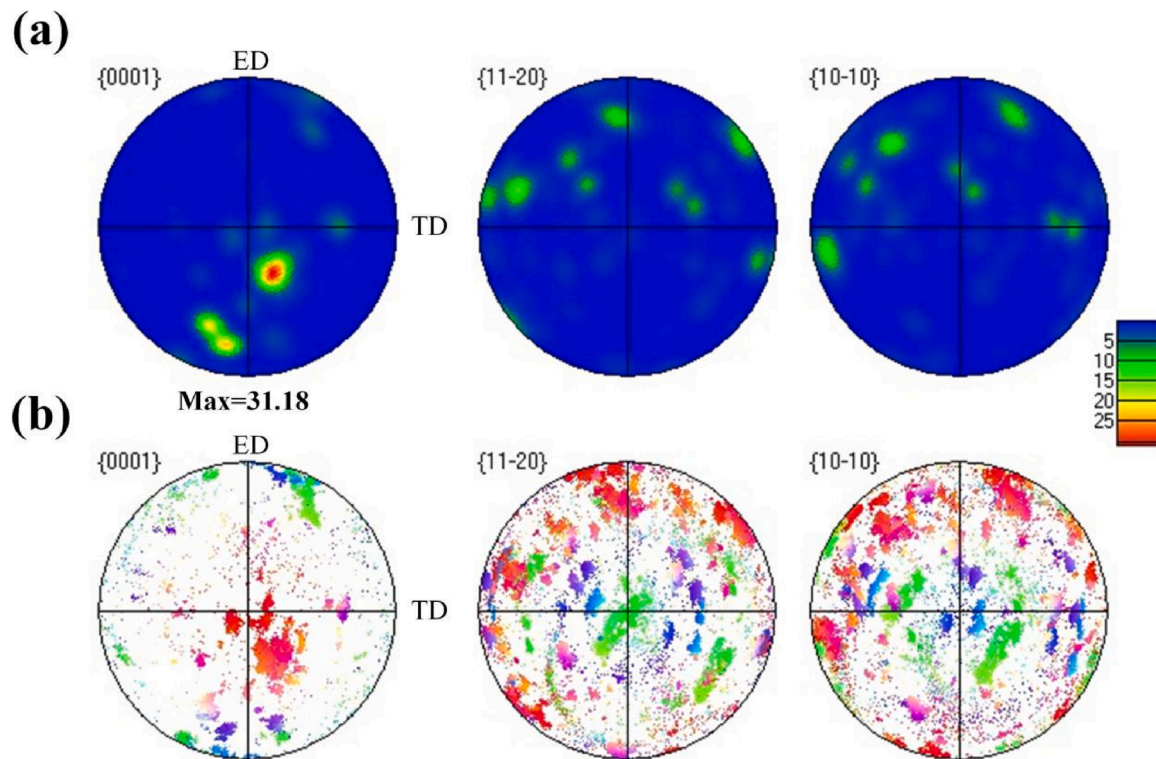 (a)
ED
{0001}
{11-20}
{10-10}
TD
5
10
15
20
25
Max=31.18
(b)
ED
{0001}
{11-20}
{10-10}
TD